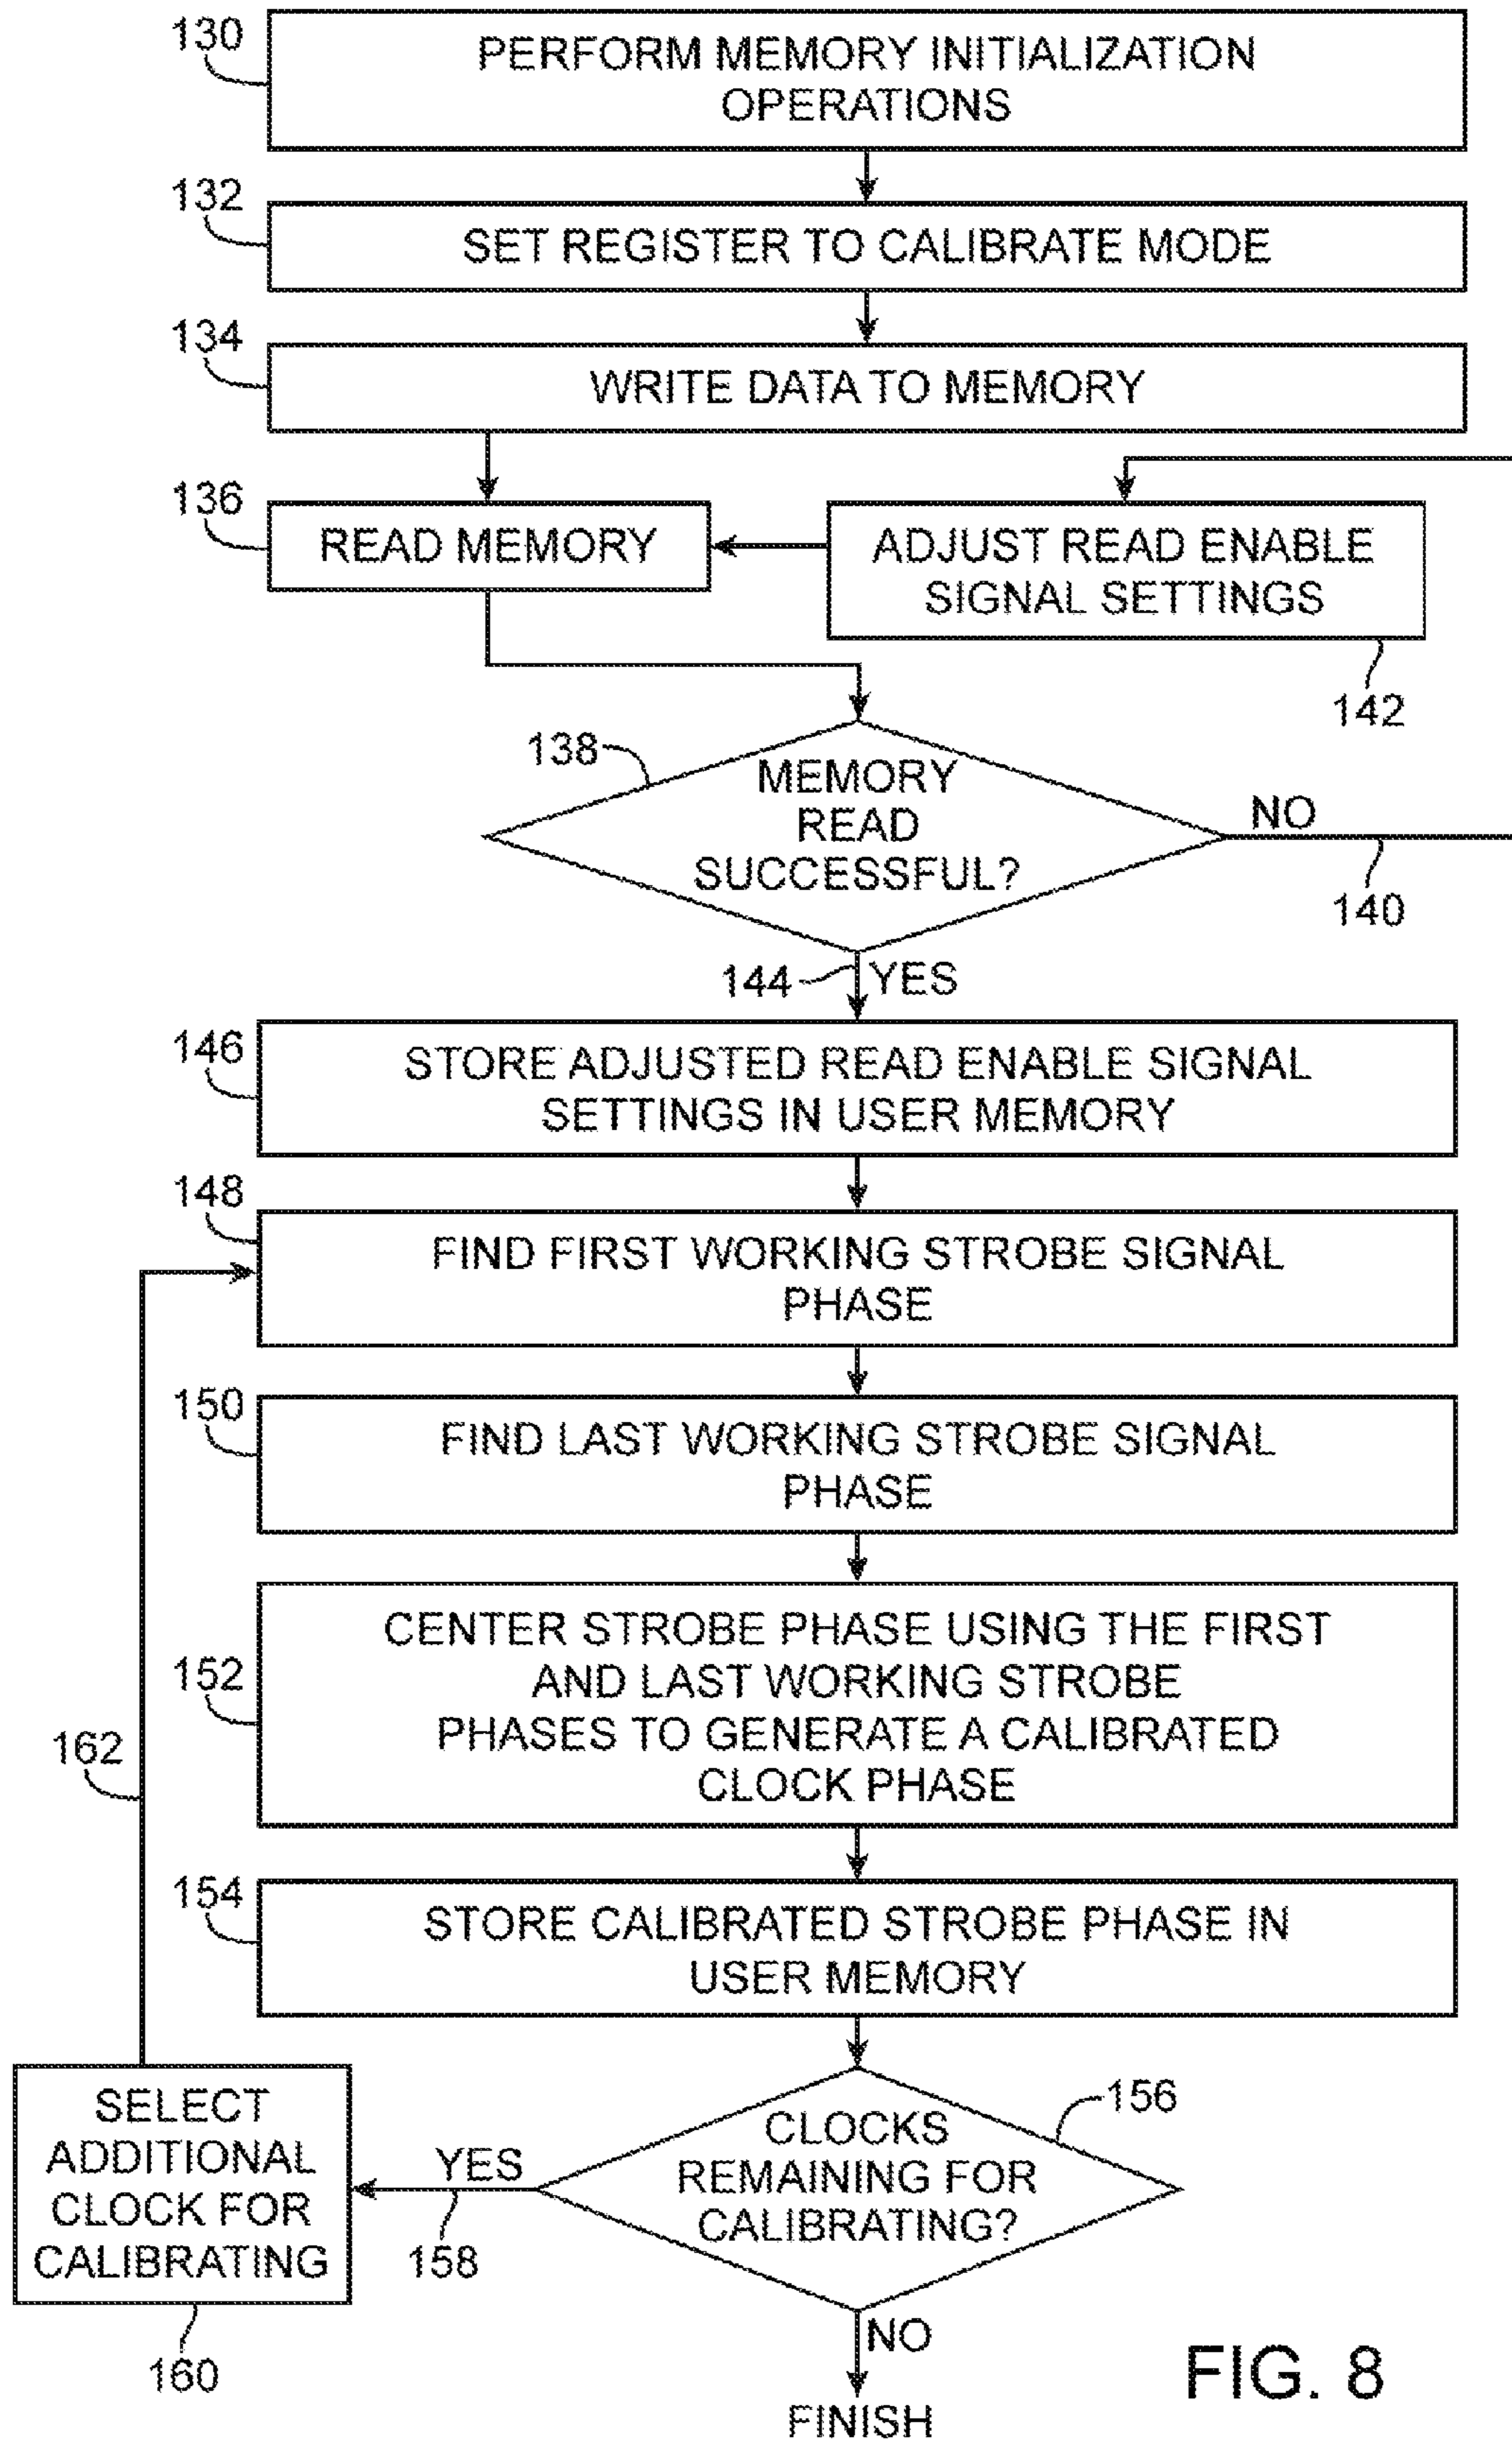 130
PERFORM MEMORY INITIALIZATION
OPERATIONS
132
SET REGISTER TO CALIBRATE MODE
134
WRITE DATA TO MEMORY
136
READ MEMORY
ADJUST READ ENABLE
SIGNAL SETTINGS
142
138
MEMORY
READ
SUCCESSFUL?
NO
140
144
YES
146
STORE ADJUSTED READ ENABLE SIGNAL
SETTINGS IN USER MEMORY
148
FIND FIRST WORKING STROBE SIGNAL
PHASE
150
FIND LAST WORKING STROBE SIGNAL
PHASE
152
CENTER STROBE PHASE USING THE FIRST
AND LAST WORKING STROBE
PHASES TO GENERATE A CALIBRATED
CLOCK PHASE
162
154
STORE CALIBRATED STROBE PHASE IN
USER MEMORY
156
CLOCKS
REMAINING FOR
CALIBRATING?
YES
158
SELECT
ADDITIONAL
CLOCK FOR
CALIBRATING
160
NO
FINISH
FIG. 8